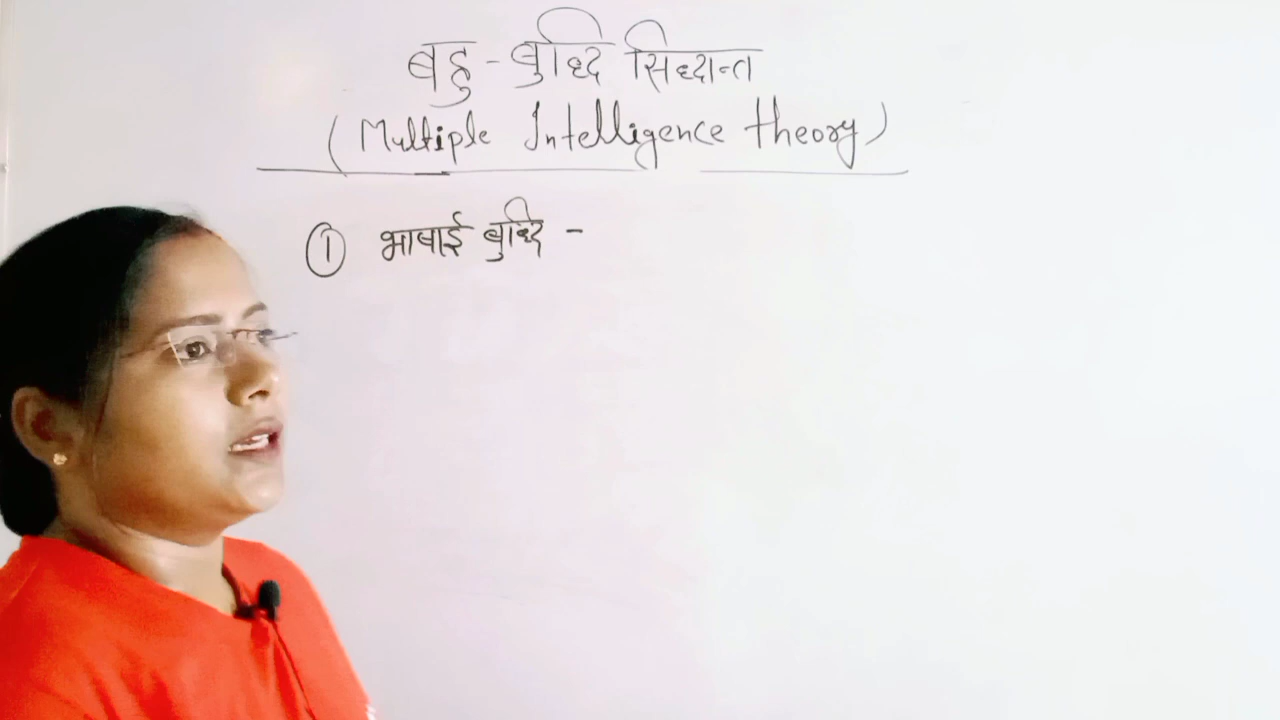 बहु - बुध्दि सिध्दान्त
(Multiple Intelligence theory)
① भाषाई बुध्दि -